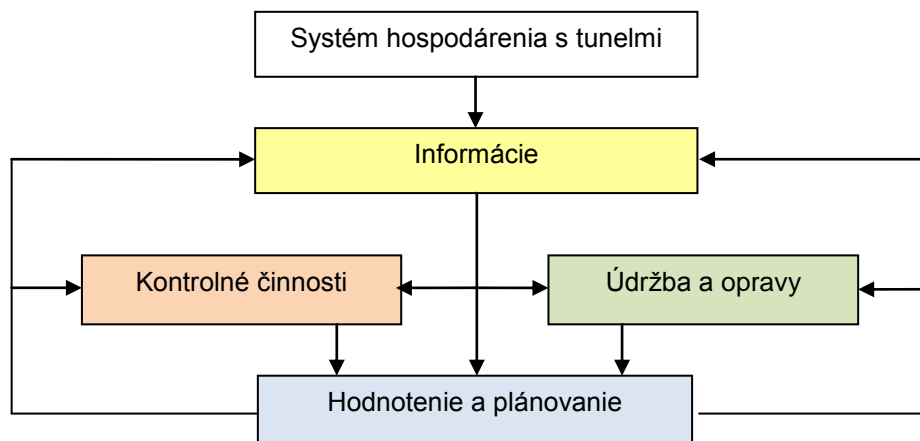 Systém hospodárenia s tunelmi
Informácie
Kontrolné činnosti
Údržba a opravy
Hodnotenie a plánovanie